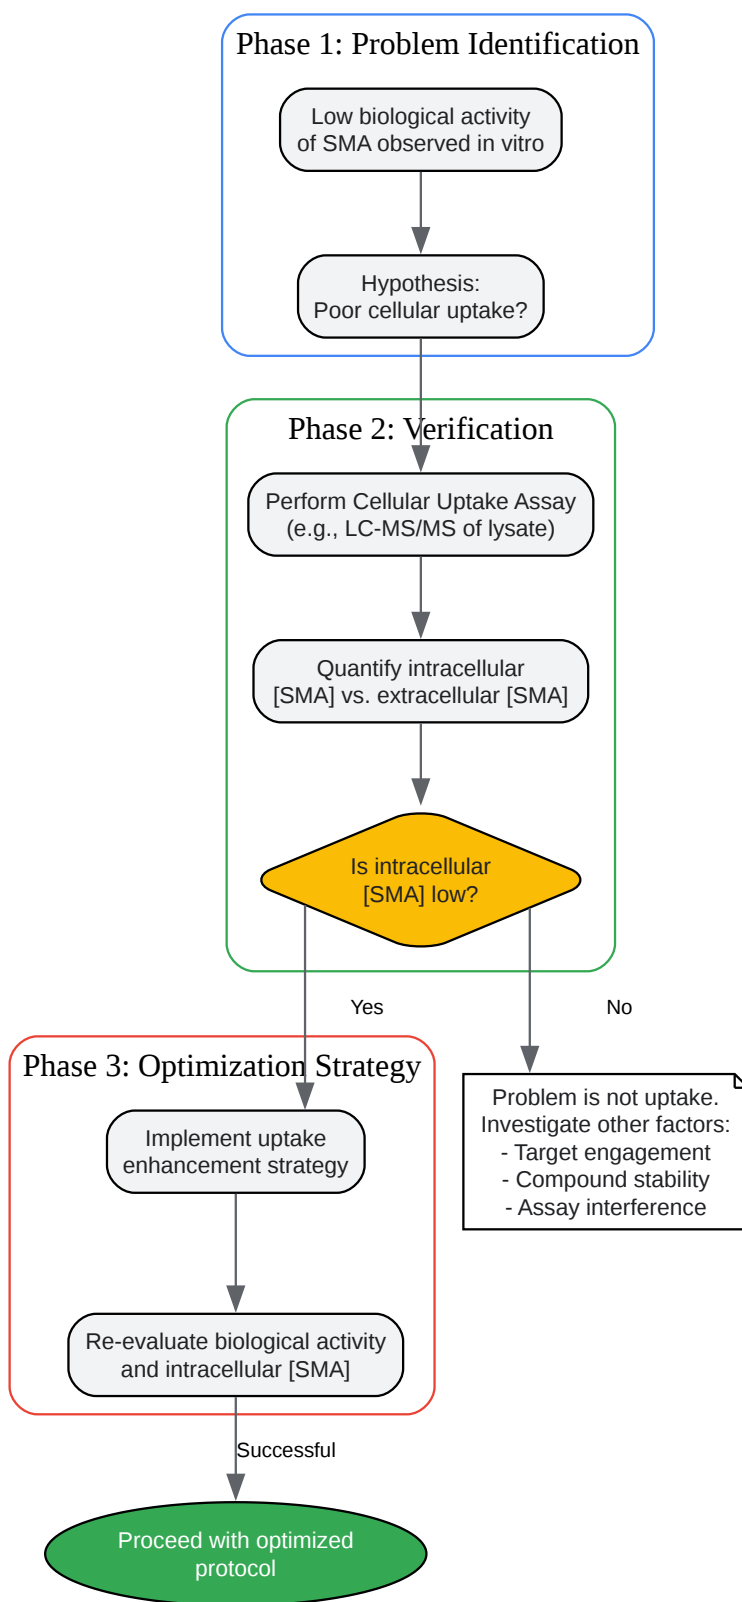 Phase 1: Problem Identification
Low biological activity
of SMA observed in vitro
Hypothesis:
Poor cellular uptake?
Phase 2: Verification
Perform Cellular Uptake Assay
(e.g., LC-MS/MS of lysate)
Quantify intracellular
[SMA] vs. extracellular [SMA]
Is intracellular
[SMA] low?
Yes
No
Phase 3: Optimization Strategy
Implement uptake
enhancement strategy
Problem is not uptake.
Investigate other factors:
- Target engagement
- Compound stability
- Assay interference
Re-evaluate biological activity
and intracellular [SMA]
Successful
Proceed with optimized
protocol